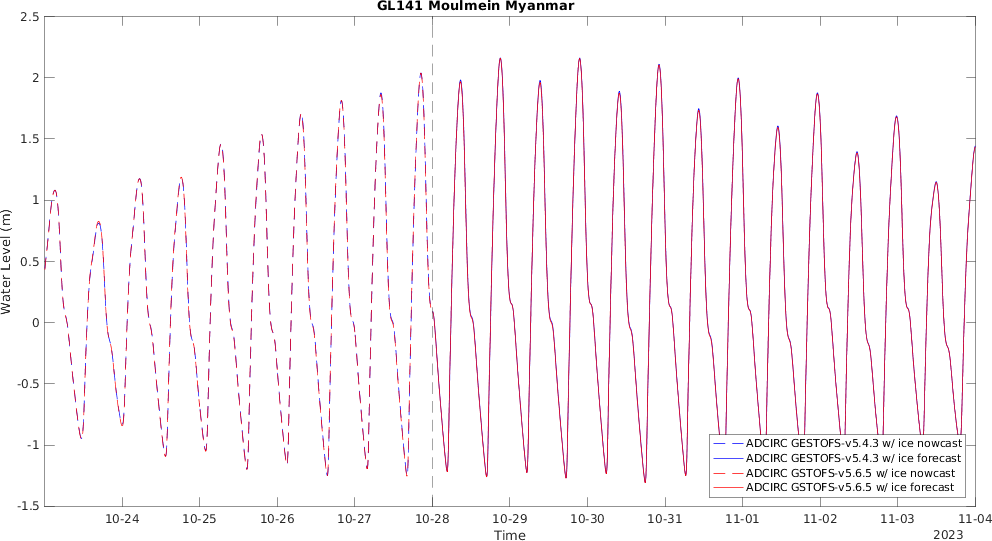 GL141 Moulmein Myanmar
2.5
2
1.5
1
0.5
0
-0.5
-1
-1.5
Water Level (m)
ADCIRC GESTOFS-v5.4.3 w/ ice nowcast
ADCIRC GESTOFS-v5.4.3 w/ ice forecast
ADCIRC GSTOFS-v5.6.5 w/ ice nowcast
ADCIRC GSTOFS-v5.6.5 w/ ice forecast
10-24 10-25 10-26 10-27 10-28 10-29 10-30 10-31 11-01 11-02 11-03 11-04
Time 2023